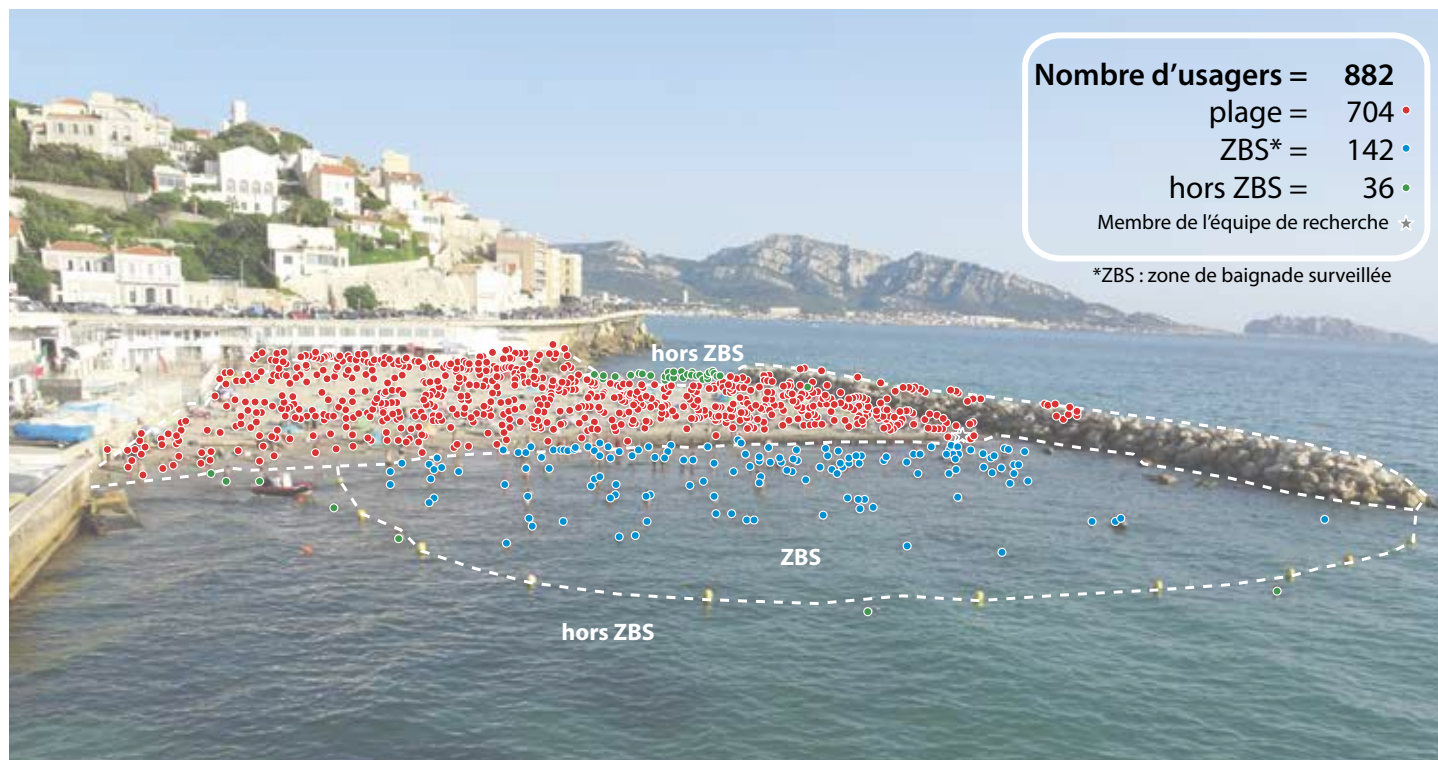 Nombre d'usagers = 882
plage = 704
ZBS* = 142
hors ZBS = 36
Membre de l'équipe de recherche
*ZBS : zone de baignade surveillée
hors ZBS
ZBS
hors ZBS